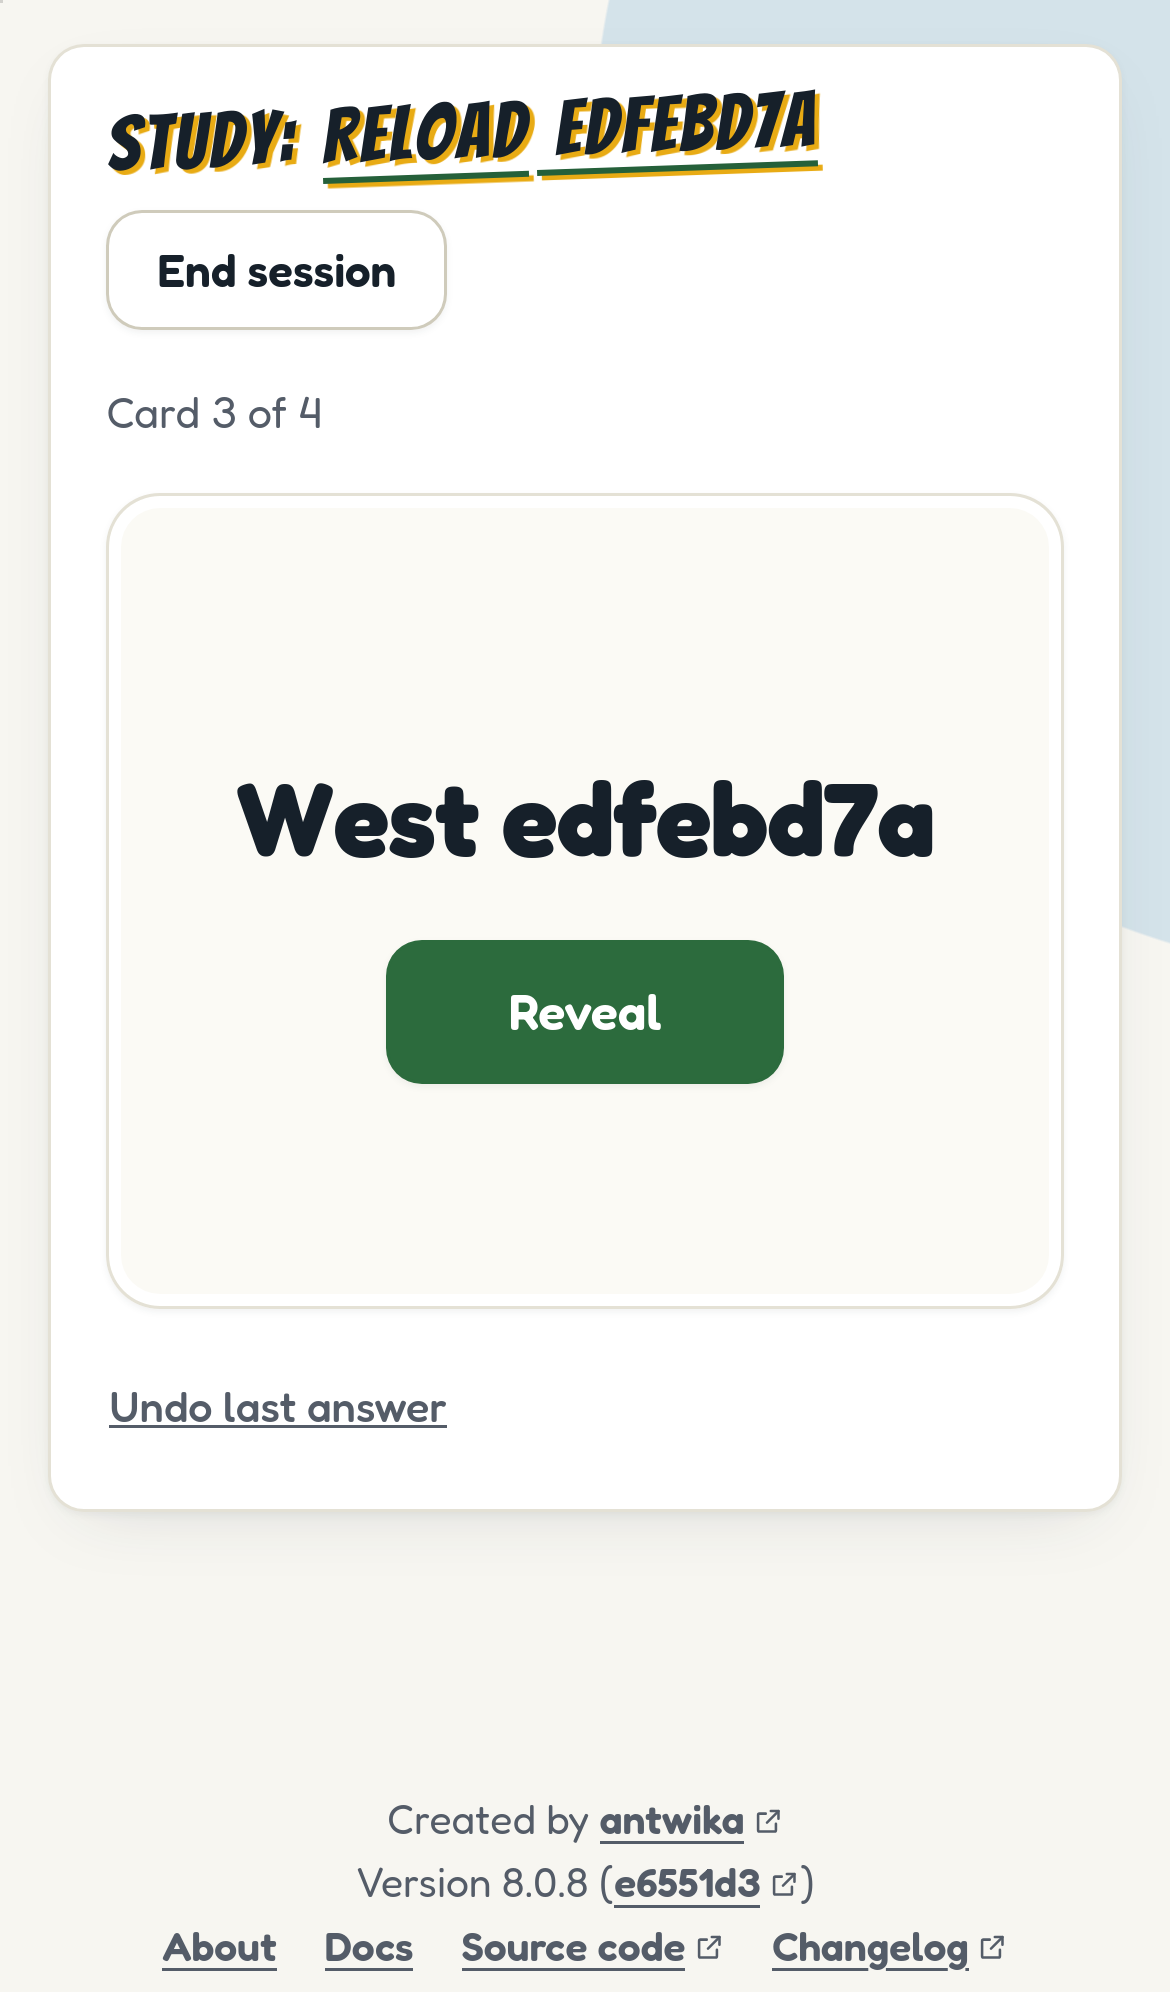 STUDY: RELOAD EDFEBD7A
End session
Card 3 of 4
West edfebd7a
Reveal
Undo last answer
Created by antwika
Version 8.0.8 (e6551d3)
About Docs Source code Changelog